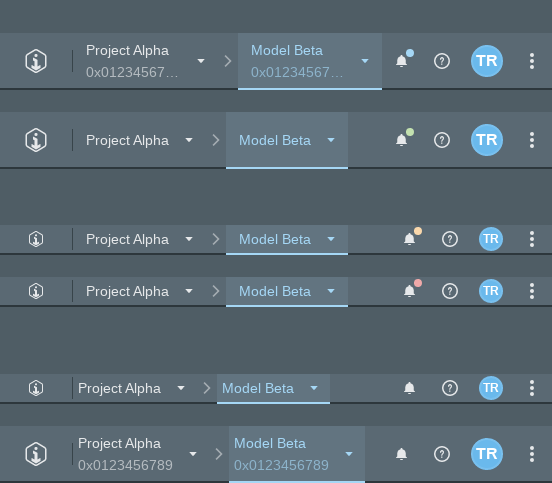 Project Alpha Model Beta
0x01234567… 0x01234567… TR
Project Alpha Model Beta TR
Project Alpha Model Beta TR
Project Alpha Model Beta TR
Project Alpha Model Beta TR
Project Alpha Model Beta
0x0123456789 0x0123456789 TR